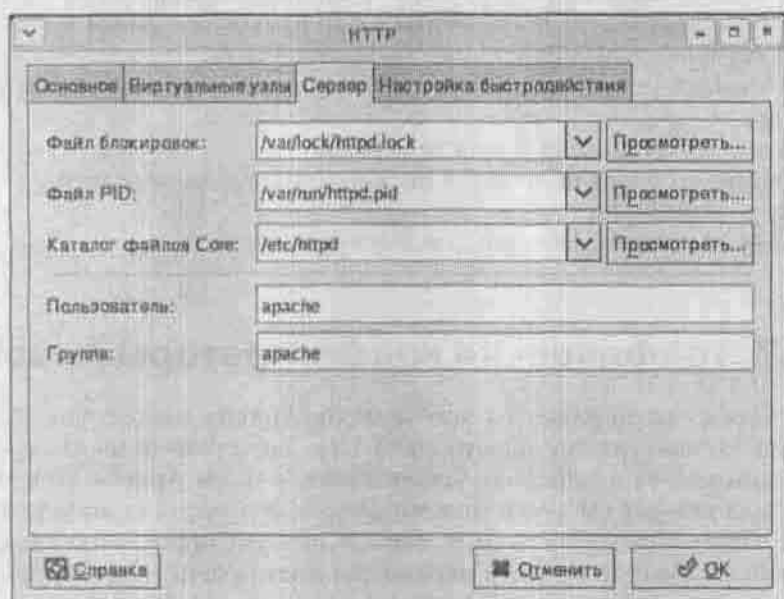 HTTP
Основное Виртуальные узлы Сервер Настройка быстродействия
Файл блокировок: /var/lock/httpd.lock Просмотреть...
Файл PID: /var/run/httpd.pid Просмотреть...
Каталог файлов Core: /etc/httpd Просмотреть...
Пользователь: apache
Группа: apache
Справка Отменить OK